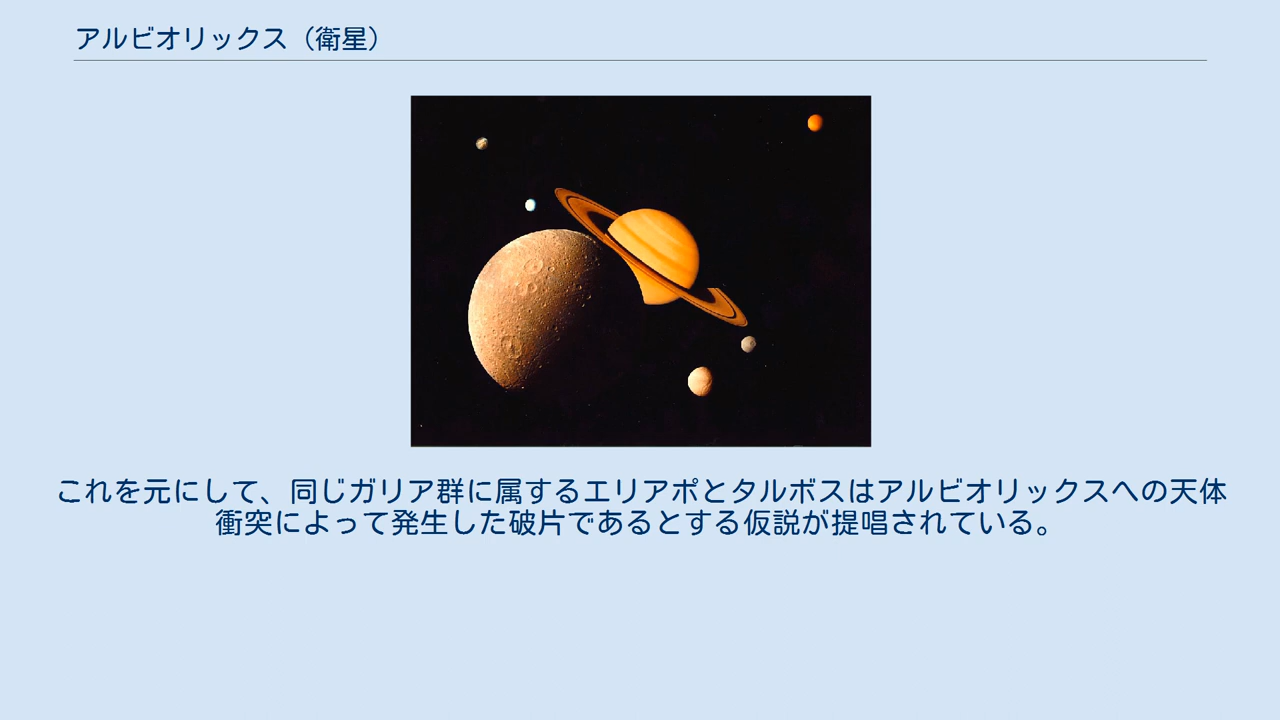 アルビオリックス（衛星）
これを元にして、同じガリア群に属するエリアポとタルボスはアルビオリックスへの天体
衝突によって発生した破片であるとする仮説が提唱されている。